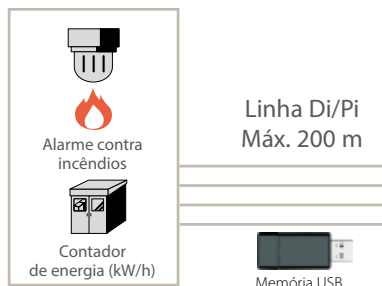 Alarme contra
incêndios
Linha Di/Pi
Máx. 200 m
Contador
de energia (kW/h)
Memória USB